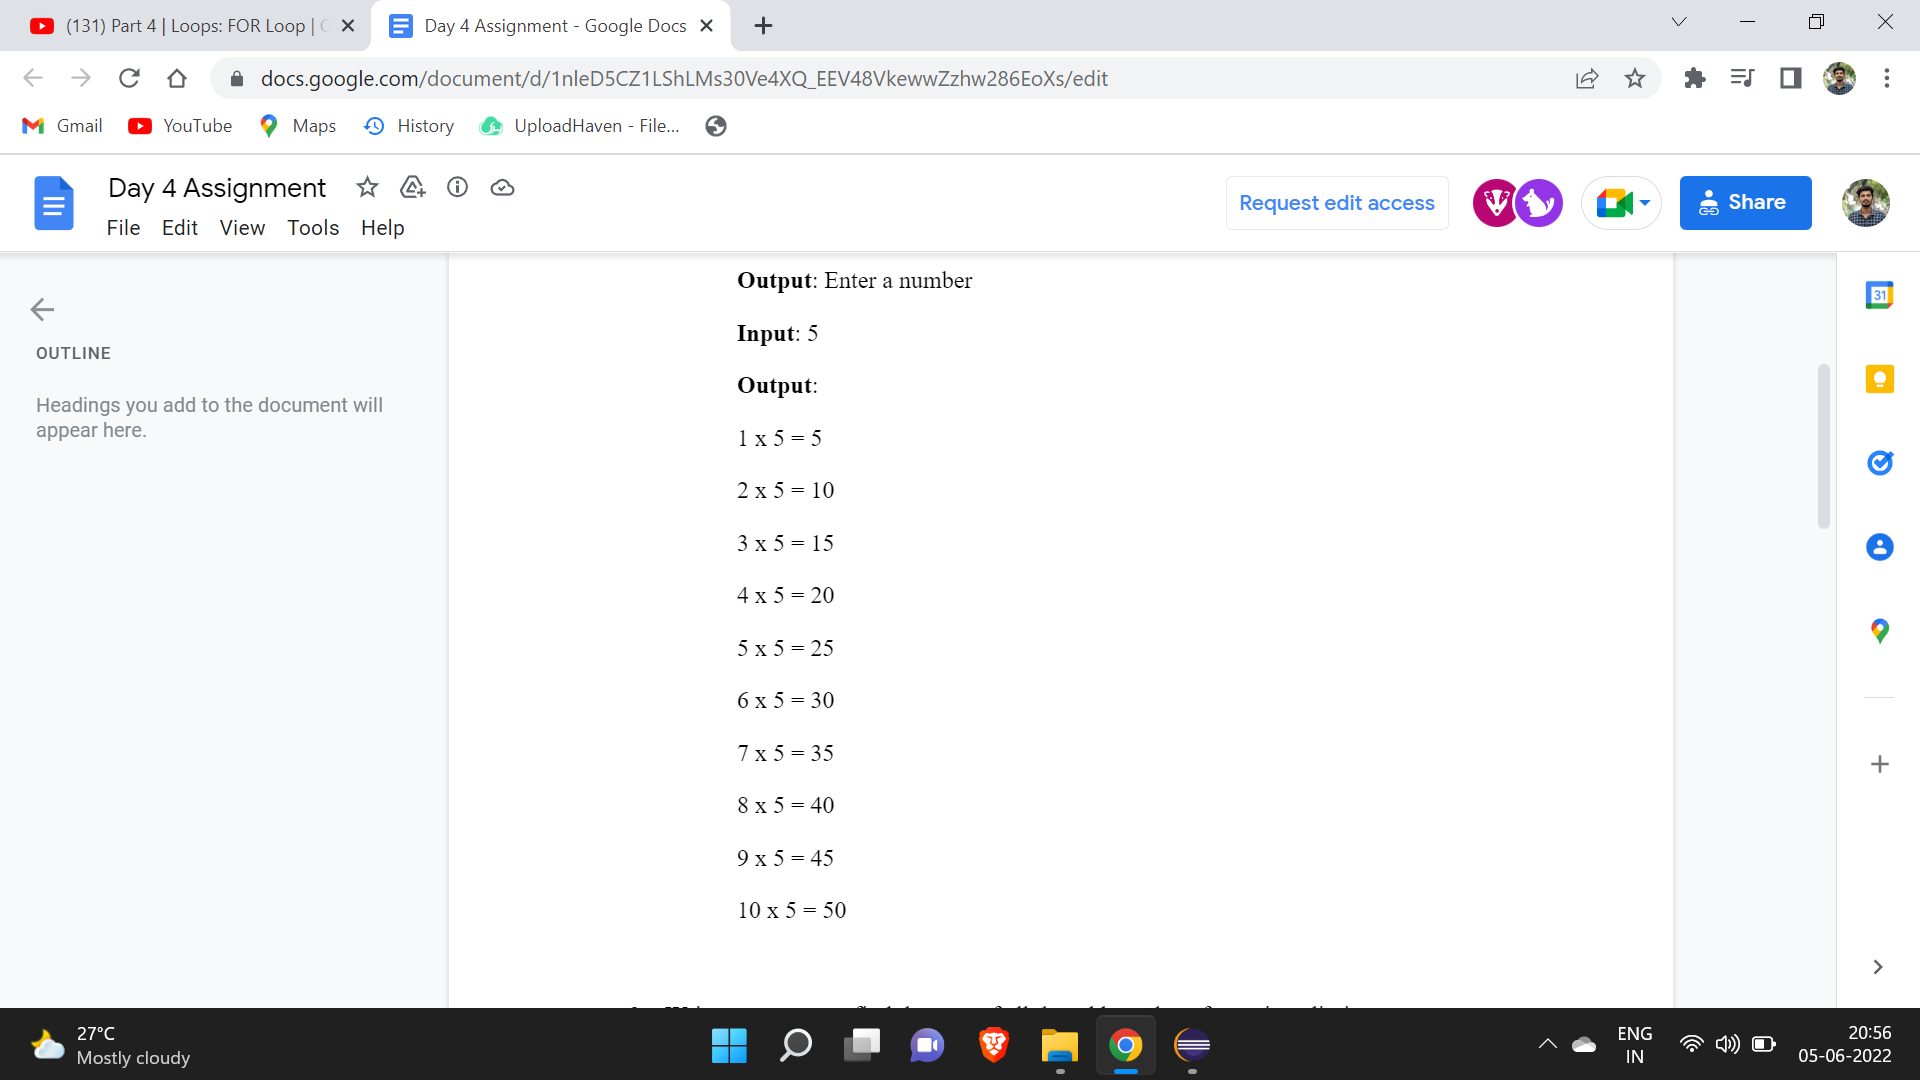 (131) Part 4 | Loops: FOR Loop |
Day 4 Assignment - Google Docs
docs.google.com/document/d/1nleD5CZ1LShLMs30Ve4XQ_EEV48VkewwZzhw286EoXs/edit
Gmail YouTube Maps History UploadHaven - File...
Day 4 Assignment
File Edit View Tools Help
Request edit access
Share
OUTLINE
Headings you add to the document will
appear here.
Output: Enter a number
Input: 5
Output:
1 x 5 = 5
2 x 5 = 10
3 x 5 = 15
4 x 5 = 20
5 x 5 = 25
6 x 5 = 30
7 x 5 = 35
8 x 5 = 40
9 x 5 = 45
10 x 5 = 50
31
27°C
Mostly cloudy
ENG
IN
20:56
05-06-2022